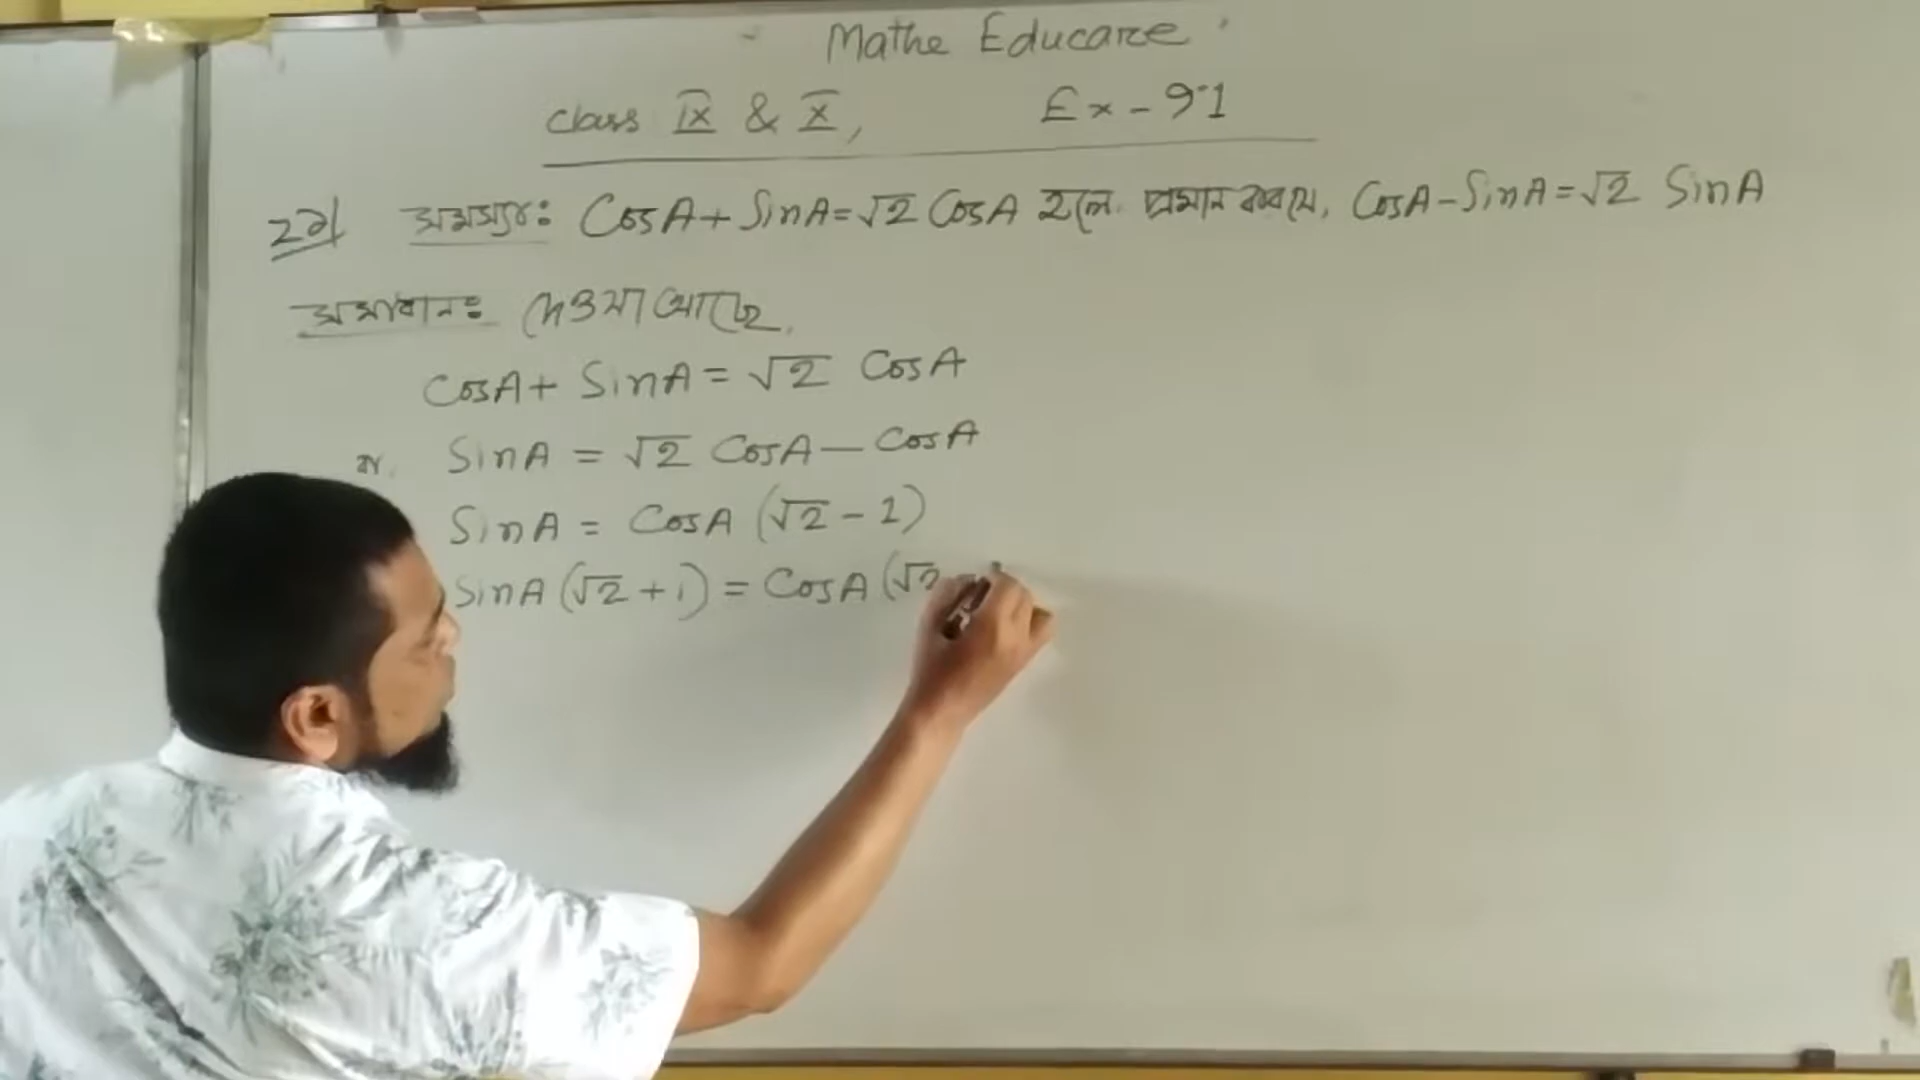 Mathe Educare
Class IX & X, Ex-9.1
২১। সমস্যা: CosA + SinA = √2 CosA হলে প্রমান কর যে, CosA - SinA = √2 SinA
সমাধান: দেওয়া আছে,
CosA + SinA = √2 CosA
বা, SinA = √2 CosA - CosA
SinA = CosA (√2 - 1)
SinA (√2 + 1) = CosA (√2 -